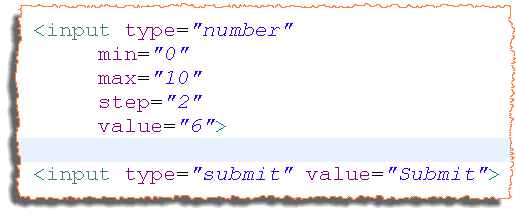 <input type="number"
min="0"
max="10"
step="2"
value="6">
<input type="submit" value="Submit">